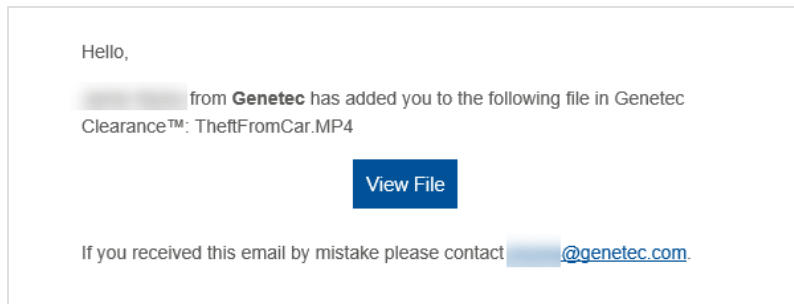 Hello,
from Genetec has added you to the following file in Genetec
Clearance™: TheftFromCar.MP4
View File
If you received this email by mistake please contact @genetec.com.